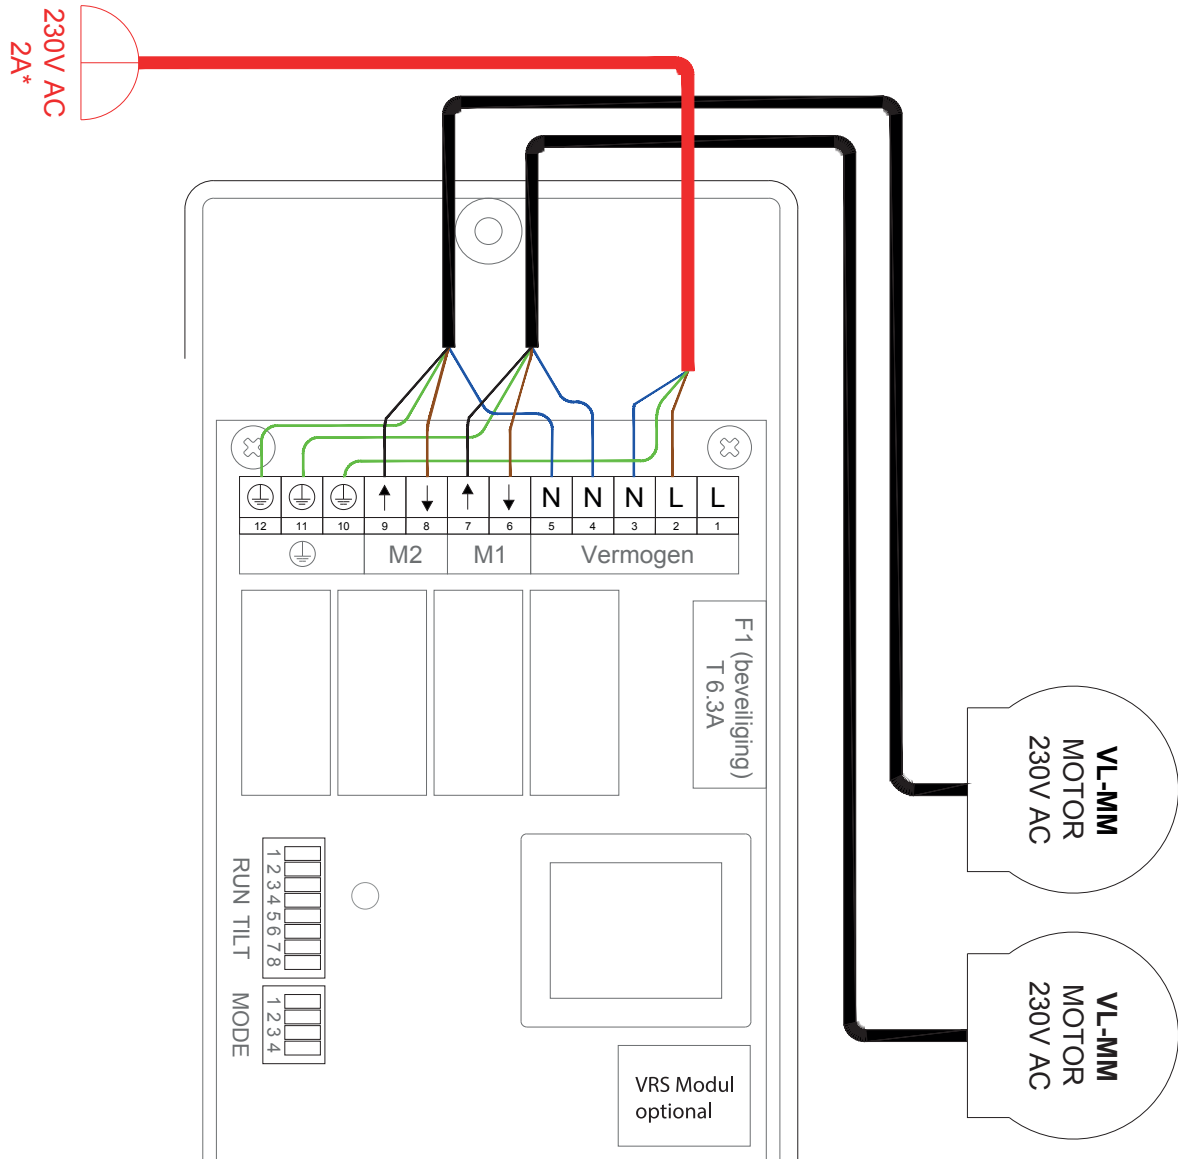 230V AC
2A*
N N N L L
12 11 10 9 8 7 6 5 4 3 2 1
M2 M1 Vermogen
F1 (beveiliging)
T 6.3A
VL-MM
MOTOR
230V AC
1 2 3 4 5 6 7 8
RUN TILT
VL-MM
MOTOR
230V AC
1 2 3 4
MODE
VRS Modul
optional